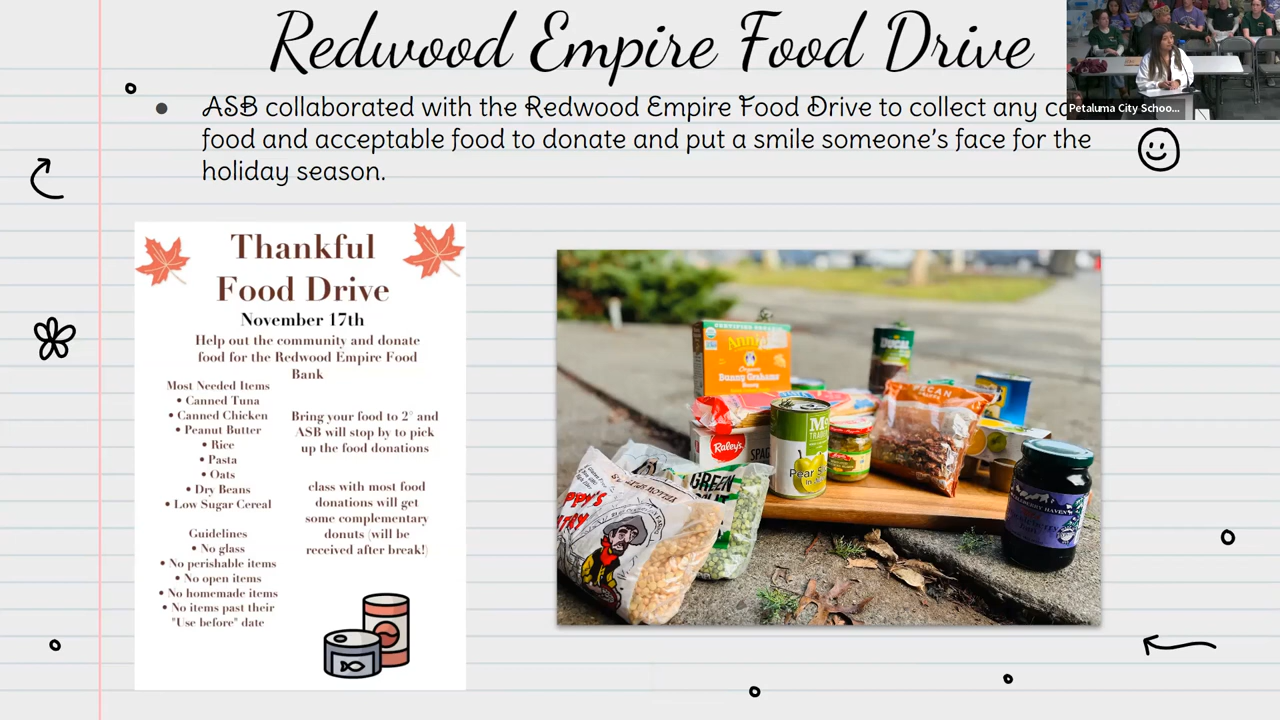 Redwood Empire Food Drive
Petaluma City Schoo...
• ASB collaborated with the Redwood Empire Food Drive to collect any
food and acceptable food to donate and put a smile someone's face for the
holiday season.
Thankful
Food Drive
November 17th
Help out the community and donate
food for the Redwood Empire Food
Bank
Most Needed Items
• Canned Tuna
• Canned Chicken
• Peanut Butter
• Rice
• Pasta
• Oats
• Dry Beans
• Low Sugar Cereal
Guidelines
• No glass
• No perishable items
• No open items
• No homemade items
• No items past their
"Use before" date
Bring your food to 2° and
ASB will stop by to pick
up the food donations
class with most food
donations will get
some complementary
donuts (will be
received after break!)
Annie's
Organic
Bunny Grahams
Raley's
GREEN
Pear
PECAN